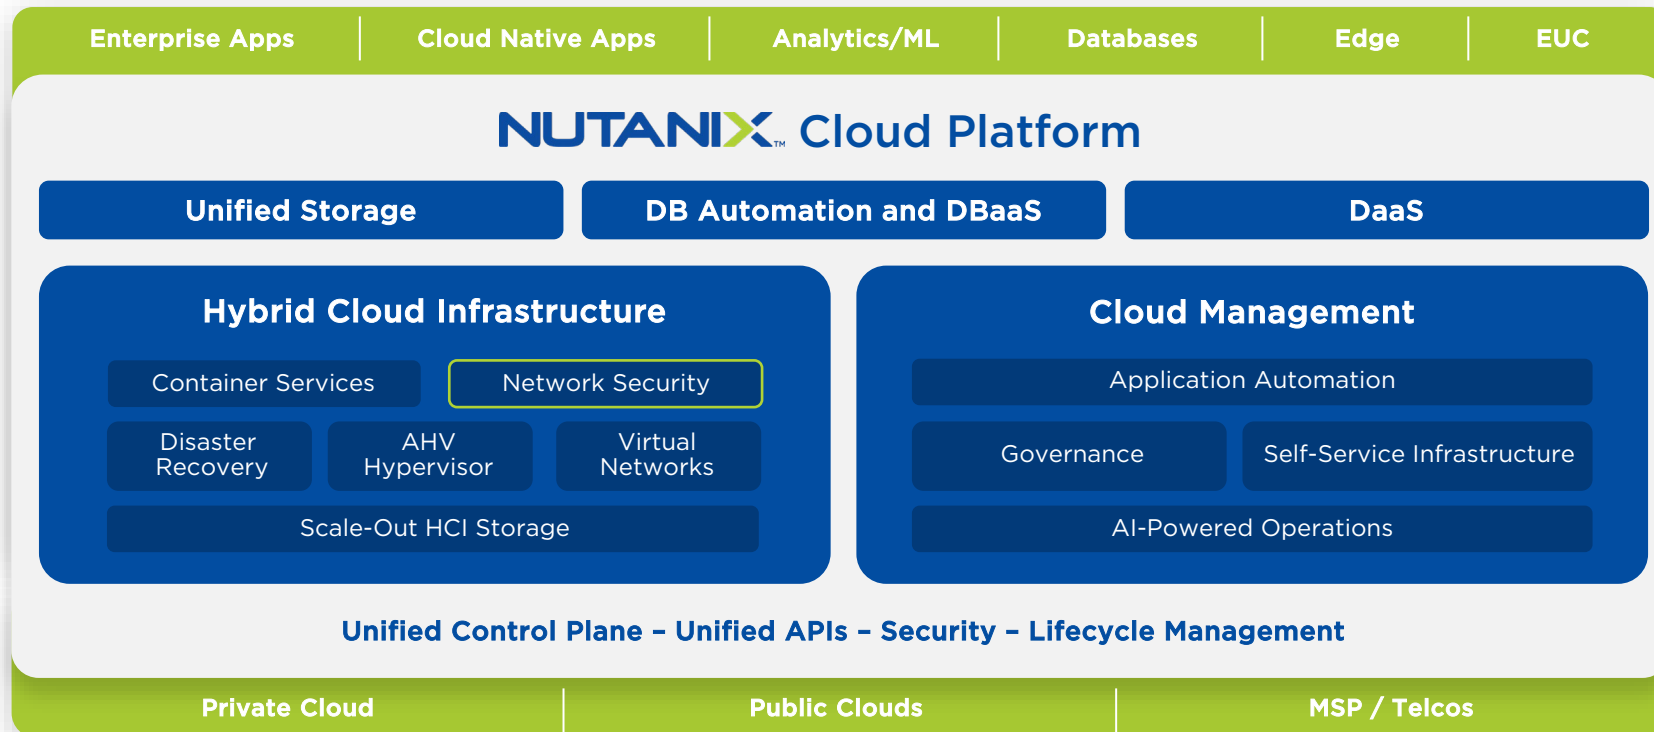 Enterprise Apps
Cloud Native Apps
Analytics/ML
Databases
Edge
EUC
NUTANIX™ Cloud Platform
Unified Storage
DB Automation and DBaaS
DaaS
Hybrid Cloud Infrastructure
Container Services
Network Security
Disaster
Recovery
AHV
Hypervisor
Virtual
Networks
Scale-Out HCI Storage
Cloud Management
Application Automation
Governance
Self-Service Infrastructure
AI-Powered Operations
Unified Control Plane – Unified APIs – Security – Lifecycle Management
Private Cloud
Public Clouds
MSP / Telcos